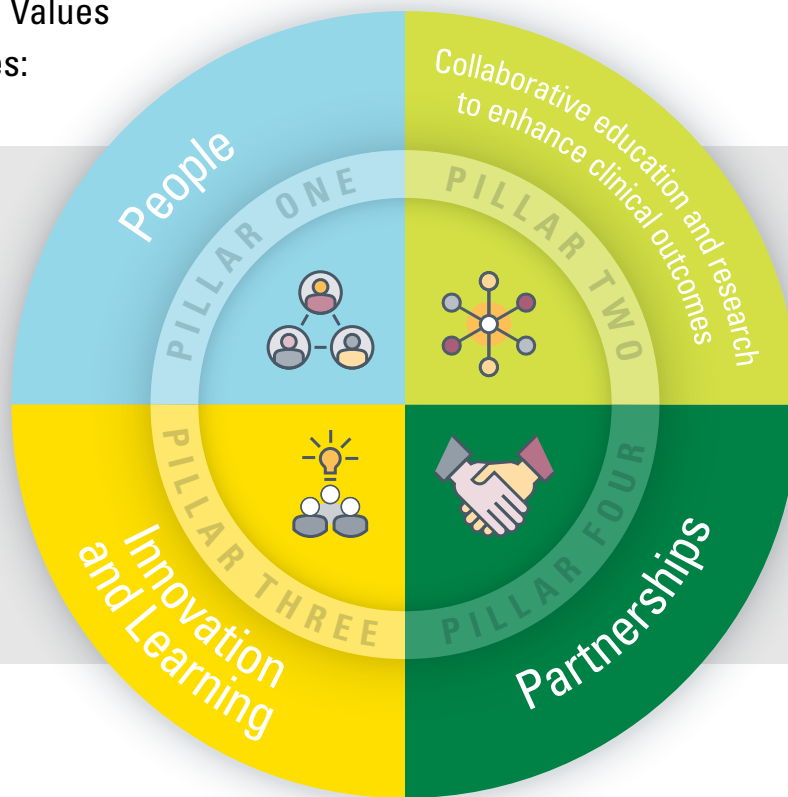 Values
es:
People
PILLAR ONE
Collaborative education and research
to enhance clinical outcomes
PILLAR TWO
Innovation
and Learning
PILLAR THREE
Partnerships
PILLAR FOUR